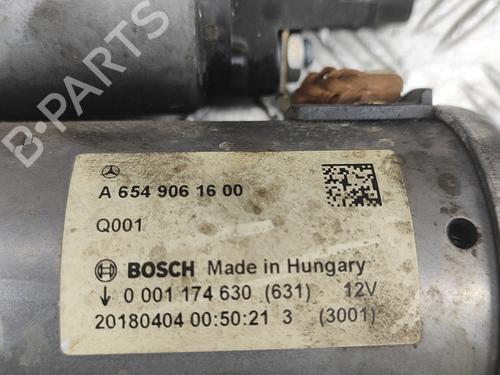 B-PARTS
A 654 906 16 00
Q001
BOSCH Made in Hungary
0 001 174 630 (631) 12V
20180404 00:50:21 3 (3001)